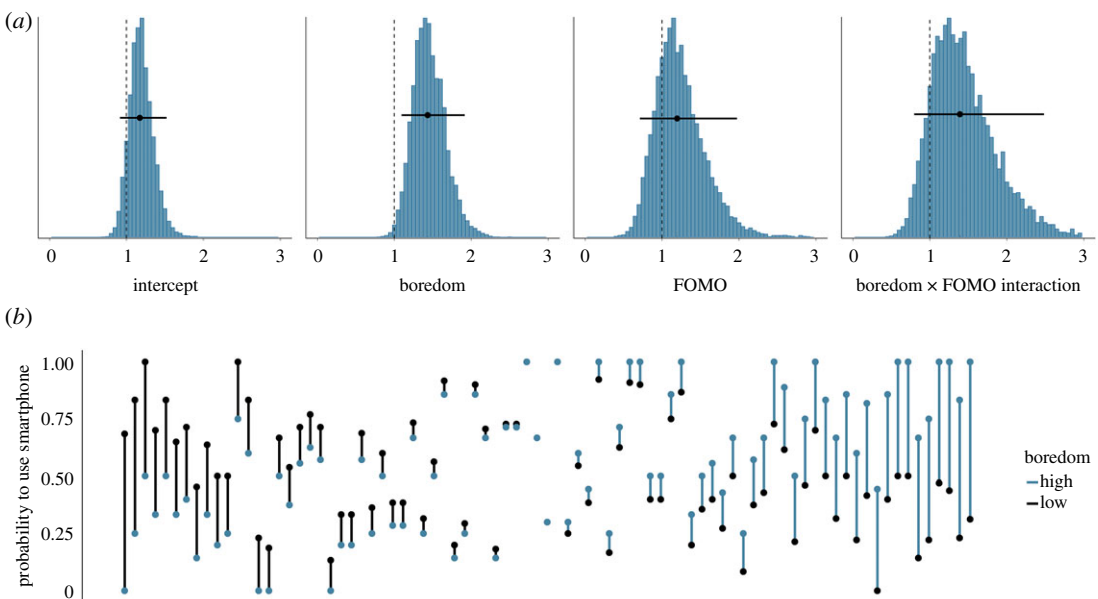 (a)
0 1 2 3
intercept
0 1 2 3
boredom
0 1 2 3
FOMO
0 1 2 3
boredom × FOMO interaction
(b)
probability to use smartphone
1.00
0.75
0.50
0.25
0
boredom
high
low